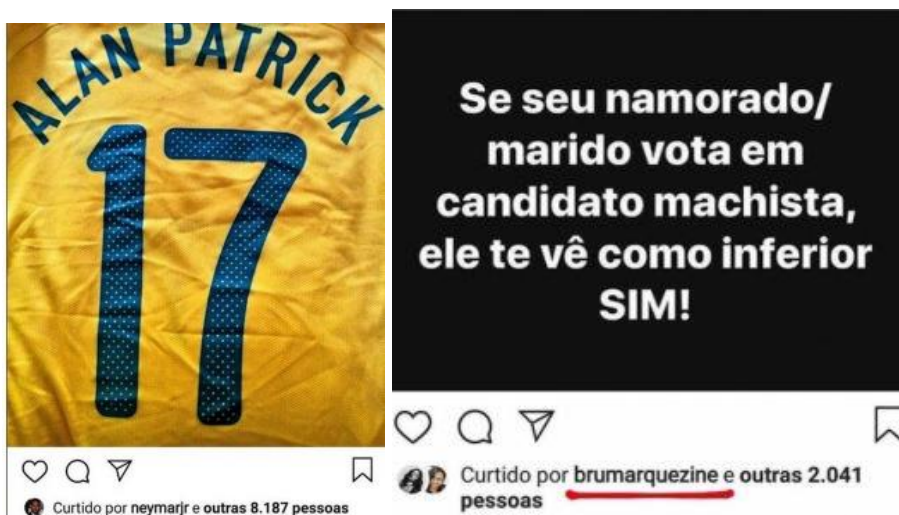 ALAN PATRICK
17
Curtido por neymarjr e outras 8.187 pessoas
Se seu namorado/
marido vota em
candidato machista,
ele te vê como inferior
SIM!
Curtido por brumarquezine e outras 2.041
pessoas